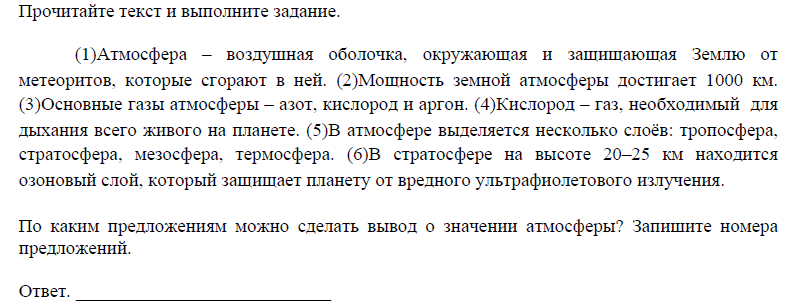 Прочитайте текст и выполните задание.
(1)Атмосфера – воздушная оболочка, окружающая и защищающая Землю от
метеоритов, которые сгорают в ней. (2)Мощность земной атмосферы достигает 1000 км.
(3)Основные газы атмосферы – азот, кислород и аргон. (4)Кислород – газ, необходимый для
дыхания всего живого на планете. (5)В атмосфере выделяется несколько слоёв: тропосфера,
стратосфера, мезосфера, термосфера. (6)В стратосфере на высоте 20–25 км находится
озоновый слой, который защищает планету от вредного ультрафиолетового излучения.
По каким предложениям можно сделать вывод о значении атмосферы? Запишите номера
предложений.
Ответ. ___________________________